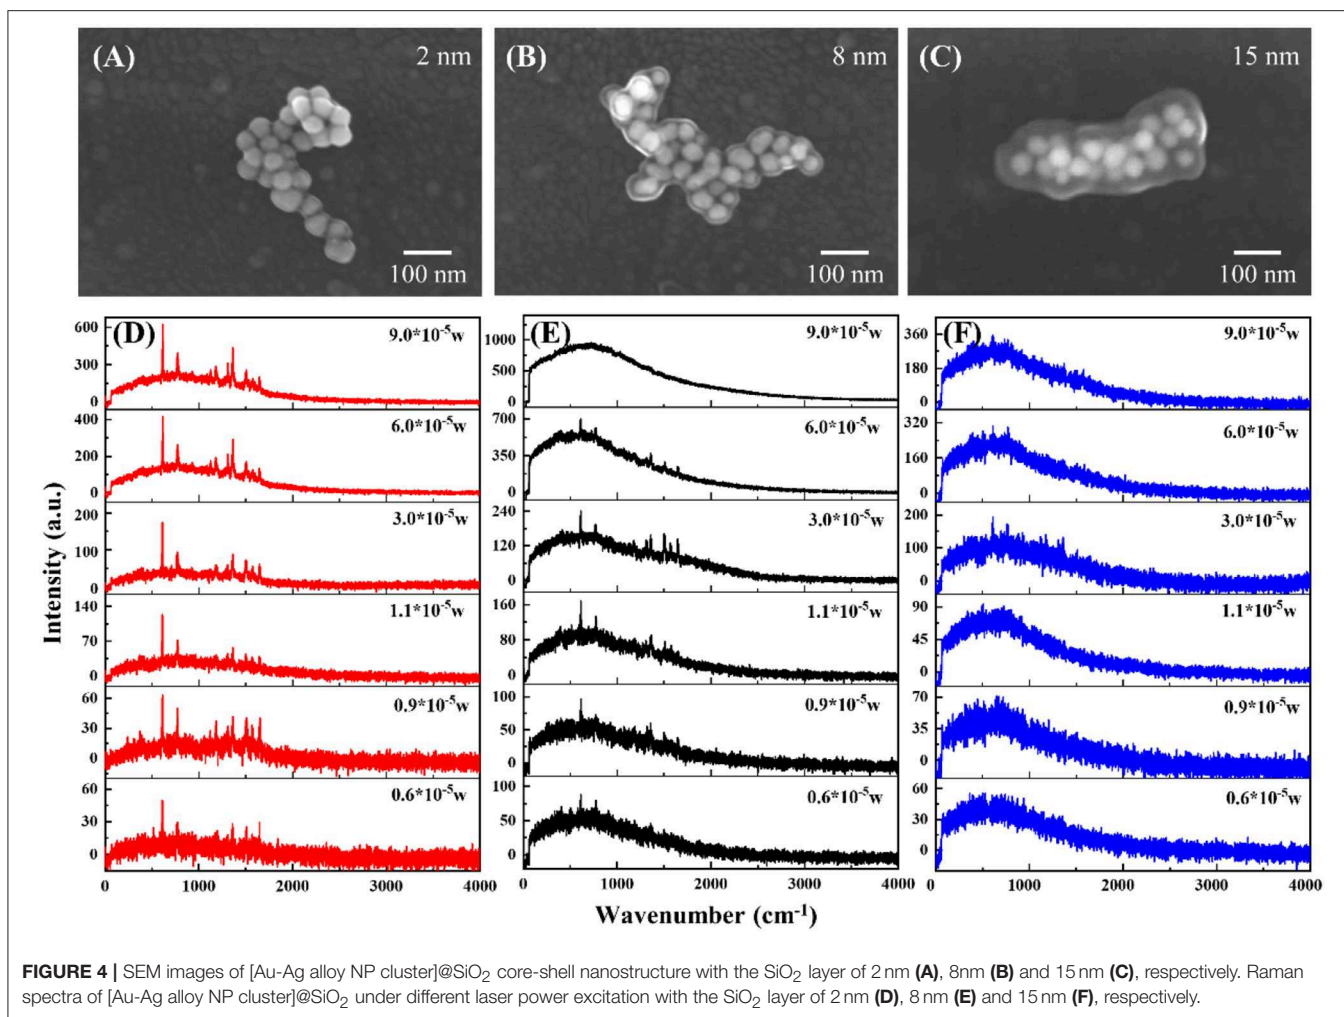 (A) 2 nm
100 nm
(B) 8 nm
100 nm
(C) 15 nm
100 nm
Intensity (a.u.)
(D)
9.0*10⁻⁵w
600
300
0
6.0*10⁻⁵w
400
200
0
3.0*10⁻⁵w
200
100
0
1.1*10⁻⁵w
140
70
0
0.9*10⁻⁵w
60
30
0
0.6*10⁻⁵w
60
30
0
0 1000 2000 3000 4000
(E)
9.0*10⁻⁵w
1000
500
0
6.0*10⁻⁵w
700
350
0
3.0*10⁻⁵w
240
120
0
1.1*10⁻⁵w
160
80
0
0.9*10⁻⁵w
100
50
0
0.6*10⁻⁵w
100
50
0
0 1000 2000 3000 4000
(F)
9.0*10⁻⁵w
360
180
0
6.0*10⁻⁵w
320
160
0
3.0*10⁻⁵w
200
100
0
1.1*10⁻⁵w
90
45
0
0.9*10⁻⁵w
70
35
0
0.6*10⁻⁵w
60
30
0
0 1000 2000 3000 4000
Wavenumber (cm⁻¹)
FIGURE 4 | SEM images of [Au-Ag alloy NP cluster]@SiO₂ core-shell nanostructure with the SiO₂ layer of 2 nm (A), 8nm (B) and 15 nm (C), respectively. Raman
spectra of [Au-Ag alloy NP cluster]@SiO₂ under different laser power excitation with the SiO₂ layer of 2 nm (D), 8 nm (E) and 15 nm (F), respectively.